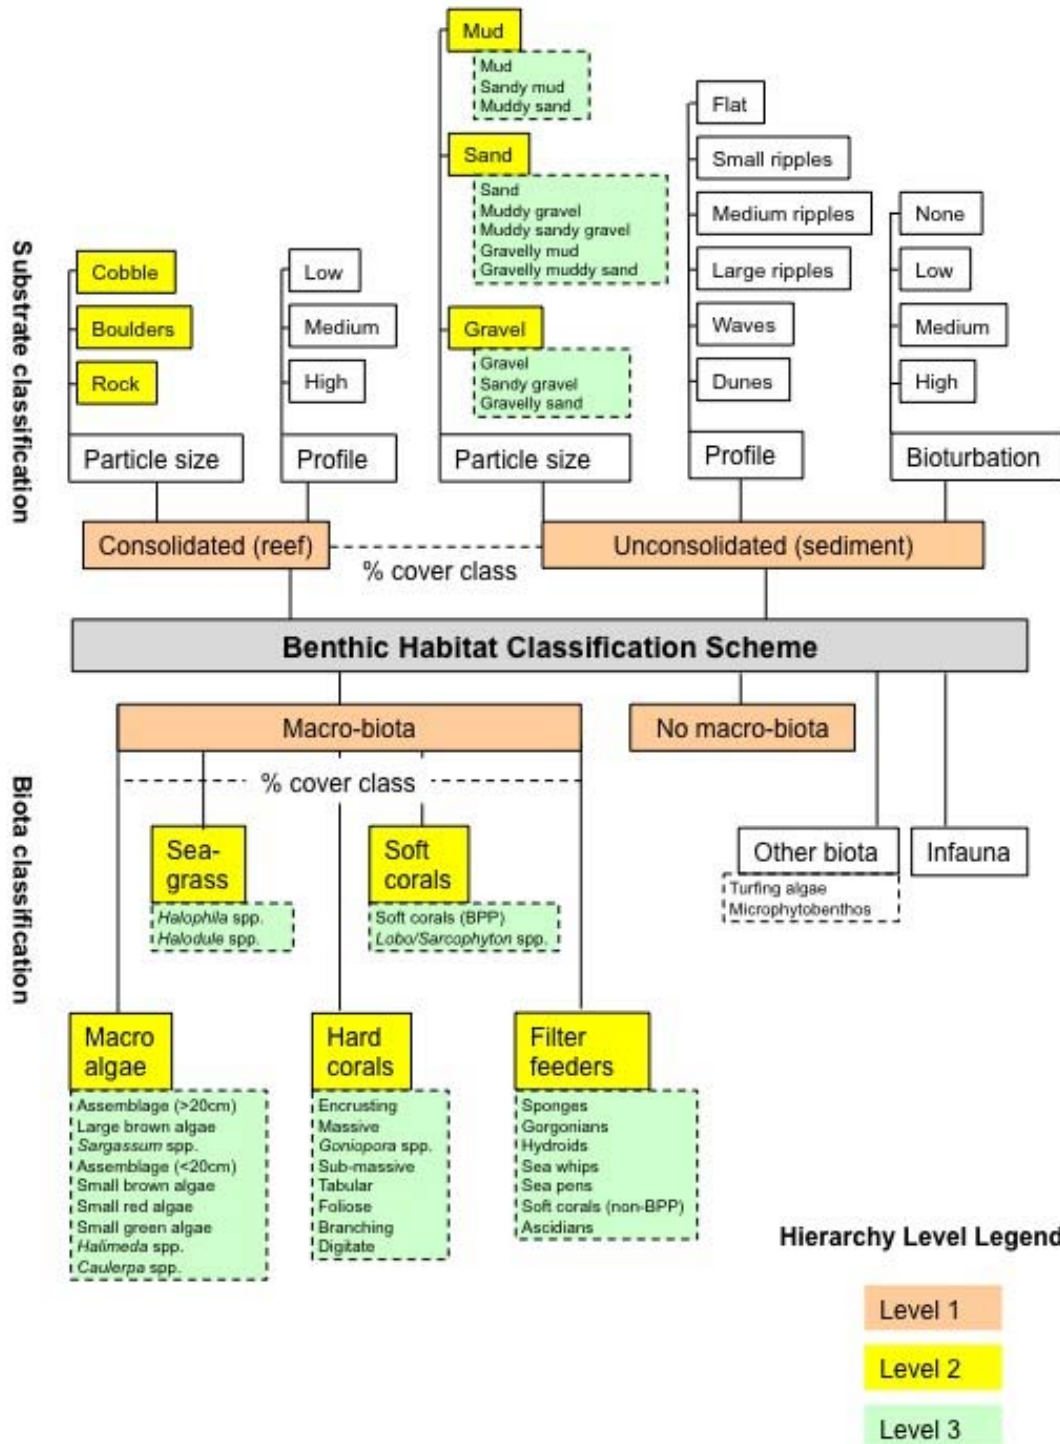 Substrate classification
Cobble
Boulders
Rock
Particle size
Low
Medium
High
Profile
Mud
Mud
Sandy mud
Muddy sand
Sand
Sand
Muddy gravel
Muddy sandy gravel
Gravelly mud
Gravelly muddy sand
Gravel
Gravel
Sandy gravel
Gravelly sand
Particle size
Flat
Small ripples
Medium ripples
Large ripples
Waves
Dunes
Profile
None
Low
Medium
High
Bioturbation
Consolidated (reef)
% cover class
Unconsolidated (sediment)
Benthic Habitat Classification Scheme
Biota classification
Macro-biota
No macro-biota
% cover class
Sea-
grass
Halophila spp.
Halodule spp.
Soft
corals
Soft corals (BPP)
Lobo/Sarcophyton spp.
Other biota
Turfing algae
Microphytobenthos
Infauna
Macro
algae
Assemblage (>20cm)
Large brown algae
Sargassum spp.
Assemblage (<20cm)
Small brown algae
Small red algae
Small green algae
Halimeda spp.
Caulerpa spp.
Hard
corals
Encrusting
Massive
Goniopora spp.
Sub-massive
Tabular
Foliose
Branching
Digitate
Filter
feeders
Sponges
Gorgonians
Hydroids
Sea whips
Sea pens
Soft corals (non-BPP)
Ascidians
Hierarchy Level Legend
Level 1
Level 2
Level 3